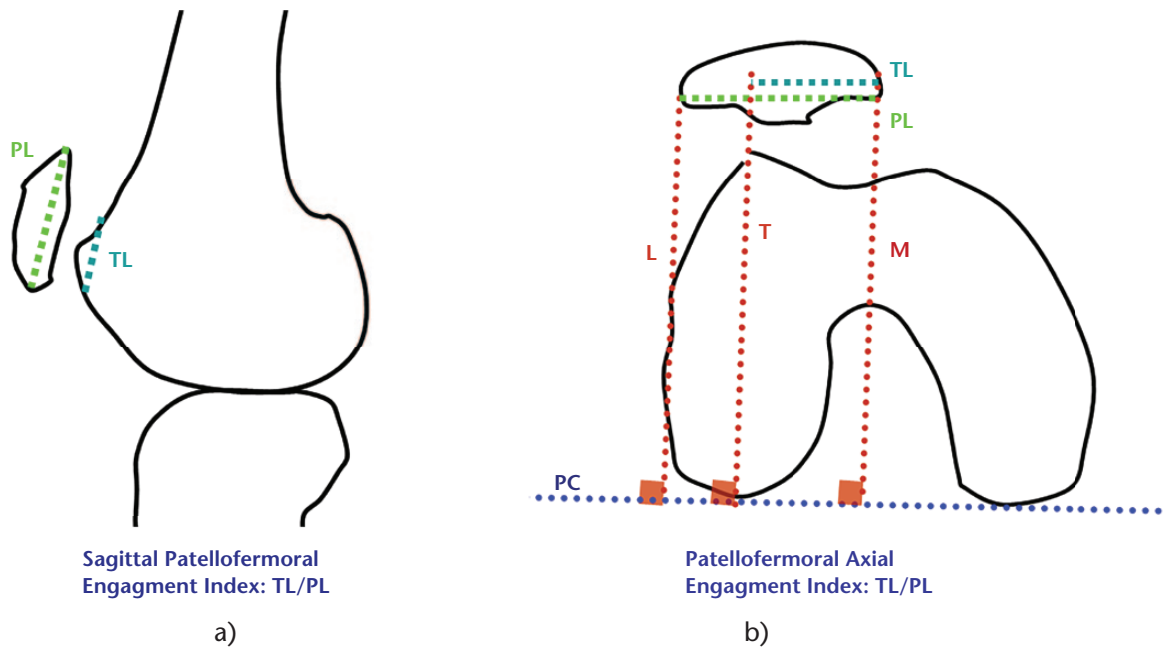 PL
TL
Sagittal Patellofermoral
Engagment Index: TL/PL
a)
TL
PL
L
T
M
PC
Patellofermoral Axial
Engagment Index: TL/PL
b)